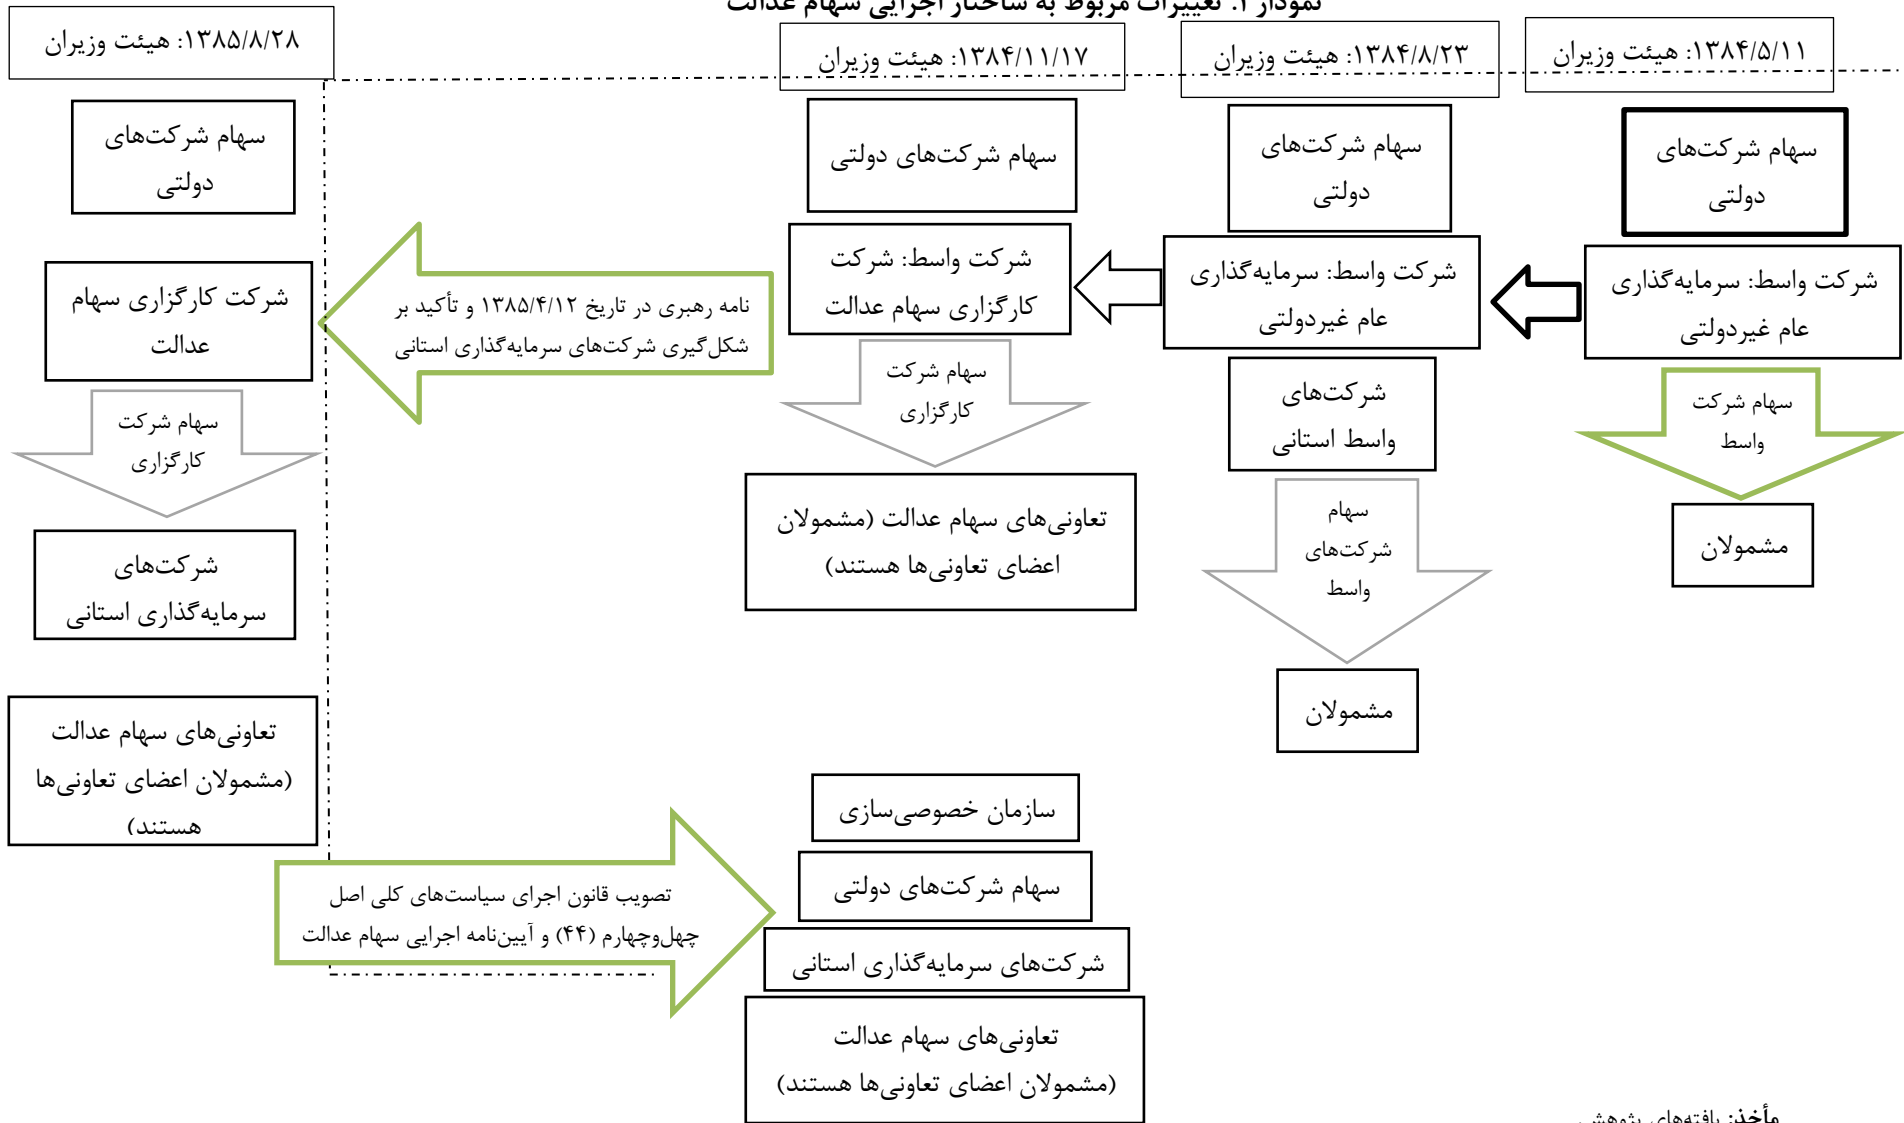 نمودار ۱. تغییرات مربوط به ساختار اجرایی سهام عدالت
۱۳۸۴/۵/۱۱: هیئت وزیران
سهام شرکت‌های
دولتی
شرکت واسط: سرمایه‌گذاری
عام غیردولتی
سهام شرکت
واسط
مشمولان
۱۳۸۴/۸/۲۳: هیئت وزیران
سهام شرکت‌های
دولتی
شرکت واسط: سرمایه‌گذاری
عام غیردولتی
شرکت‌های
واسط استانی
سهام
شرکت‌های
واسط
مشمولان
۱۳۸۴/۱۱/۱۷: هیئت وزیران
سهام شرکت‌های دولتی
شرکت واسط: شرکت
کارگزاری سهام عدالت
سهام شرکت
کارگزاری
تعاونی‌های سهام عدالت (مشمولان
اعضای تعاونی‌ها هستند)
نامه رهبری در تاریخ ۱۳۸۵/۴/۱۲ و تأکید بر
شکل‌گیری شرکت‌های سرمایه‌گذاری استانی
۱۳۸۵/۸/۲۸: هیئت وزیران
سهام شرکت‌های
دولتی
شرکت کارگزاری سهام
عدالت
سهام شرکت
کارگزاری
شرکت‌های
سرمایه‌گذاری استانی
تعاونی‌های سهام عدالت
(مشمولان اعضای تعاونی‌ها
هستند)
تصویب قانون اجرای سیاست‌های کلی اصل
چهل‌وچهارم (۴۴) و آیین‌نامه اجرایی سهام عدالت
سازمان خصوصی‌سازی
سهام شرکت‌های دولتی
شرکت‌های سرمایه‌گذاری استانی
تعاونی‌های سهام عدالت
(مشمولان اعضای تعاونی‌ها هستند)
مأخذ: یافته‌های پژوهش.